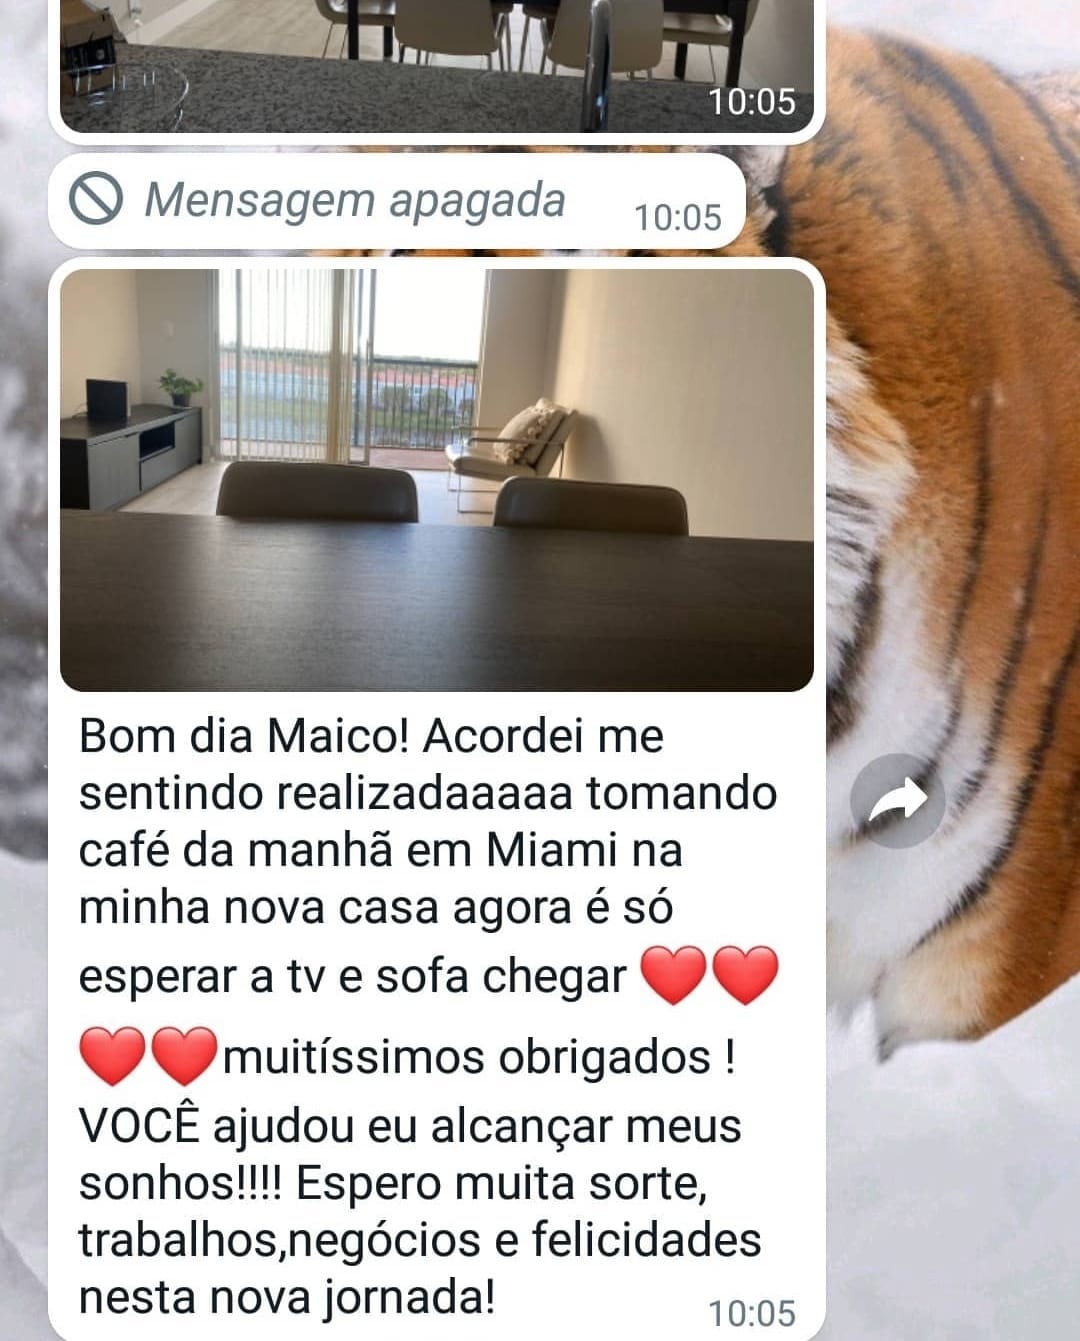 10:05
Mensagem apagada 10:05
Bom dia Maico! Acordei me
sentindo realizadaaaaa tomando
café da manhã em Miami na
minha nova casa agora é só
esperar a tv e sofa chegar ❤️❤️
❤️❤️muitíssimos obrigados !
VOCÊ ajudou eu alcançar meus
sonhos!!!! Espero muita sorte,
trabalhos,negócios e felicidades
nesta nova jornada!
10:05